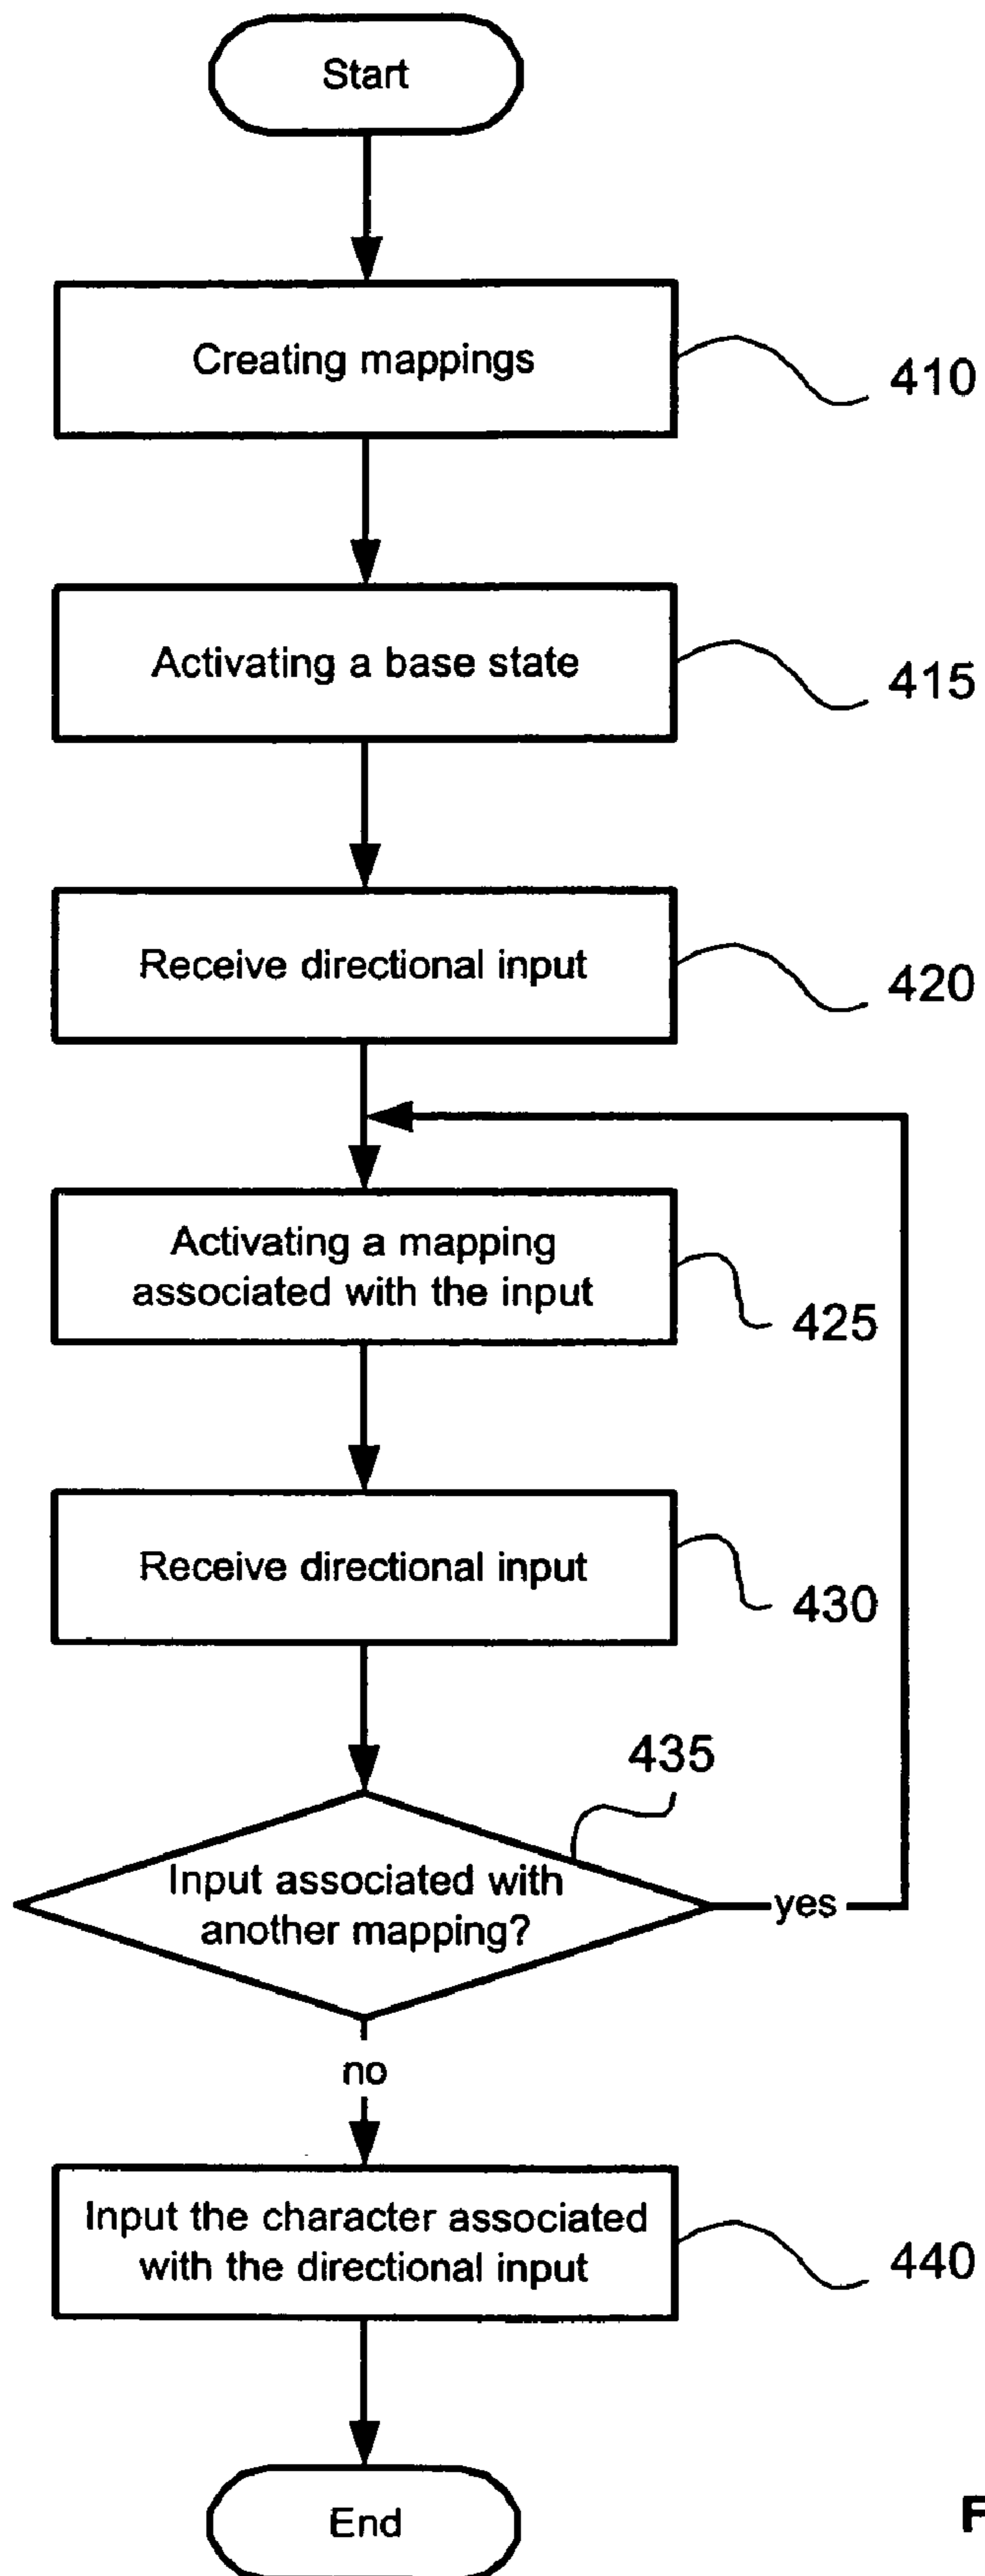 Start
Creating mappings
410
Activating a base state
415
Receive directional input
420
Activating a mapping
associated with the input
425
Receive directional input
430
435
Input associated with
another mapping?
yes
no
Input the character associated
with the directional input
440
End
F